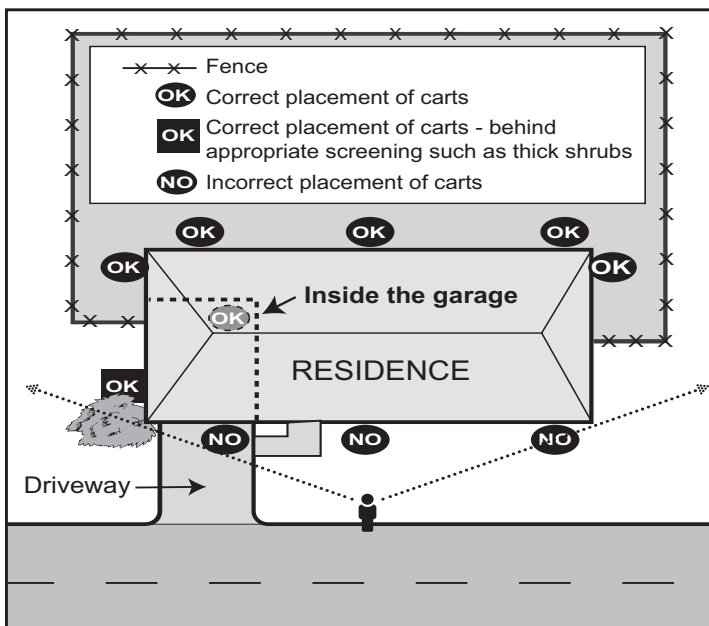 Fence
OK Correct placement of carts
OK Correct placement of carts - behind
appropriate screening such as thick shrubs
NO Incorrect placement of carts
OK OK OK
OK OK
Inside the garage
OK
RESIDENCE
OK
NO NO NO
Driveway